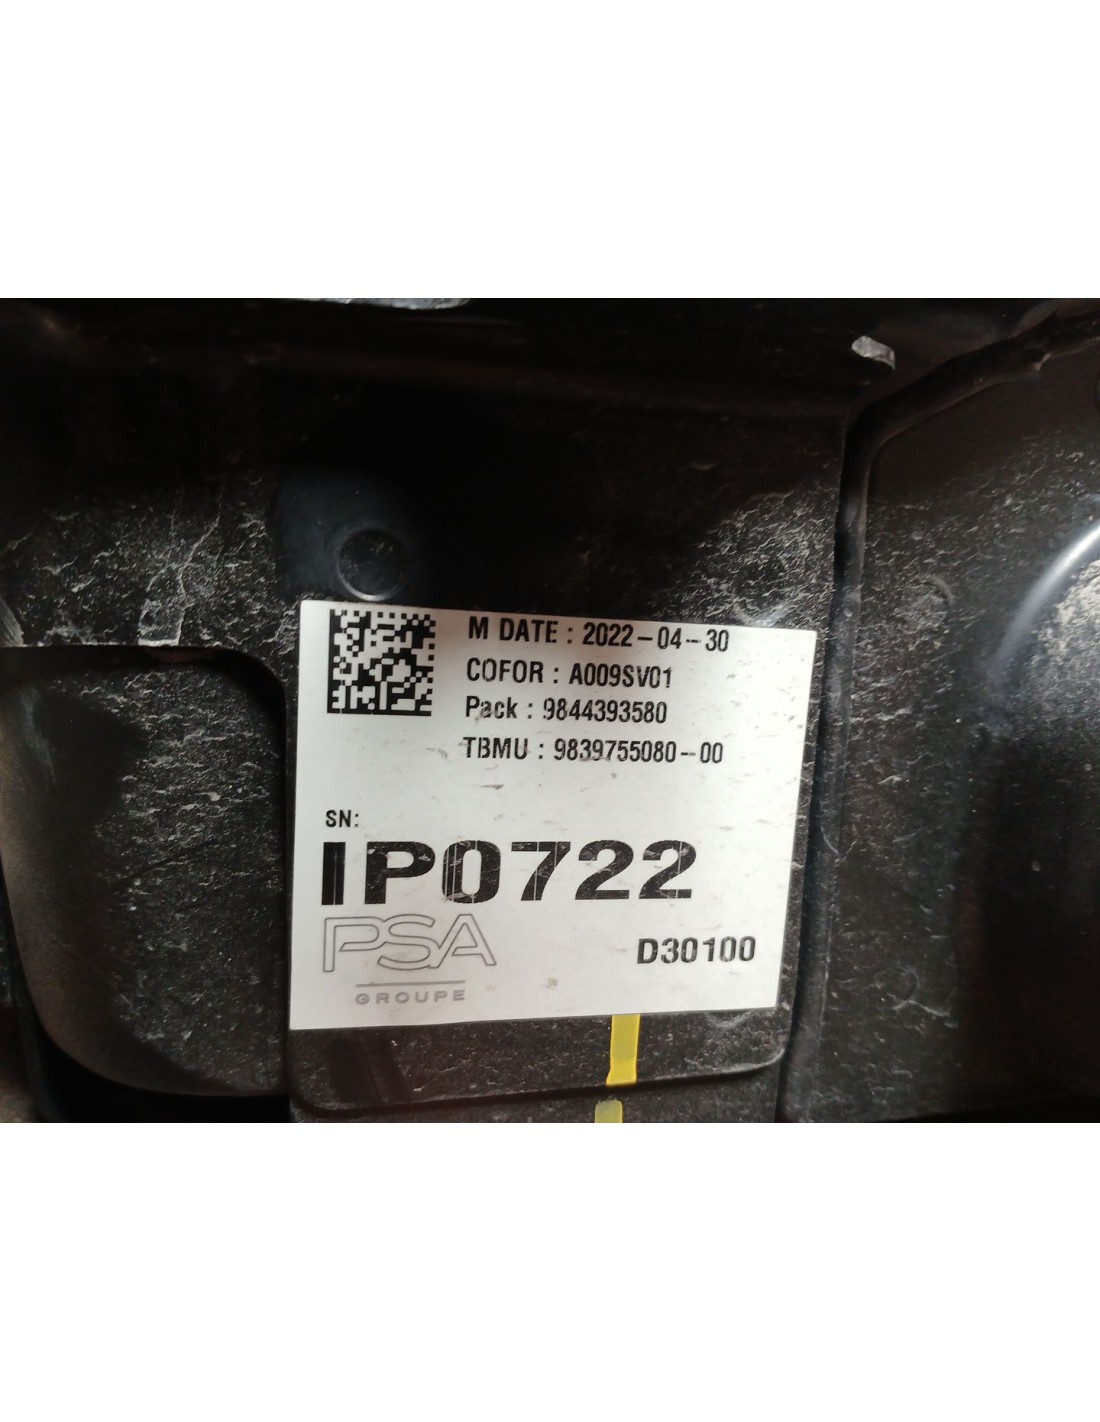 M DATE : 2022-04-30
COFOR : A009SV01
Pack : 9844393580
TBMU : 9839755080-00
SN:
IP0722
PSA
GROUPE
D30100